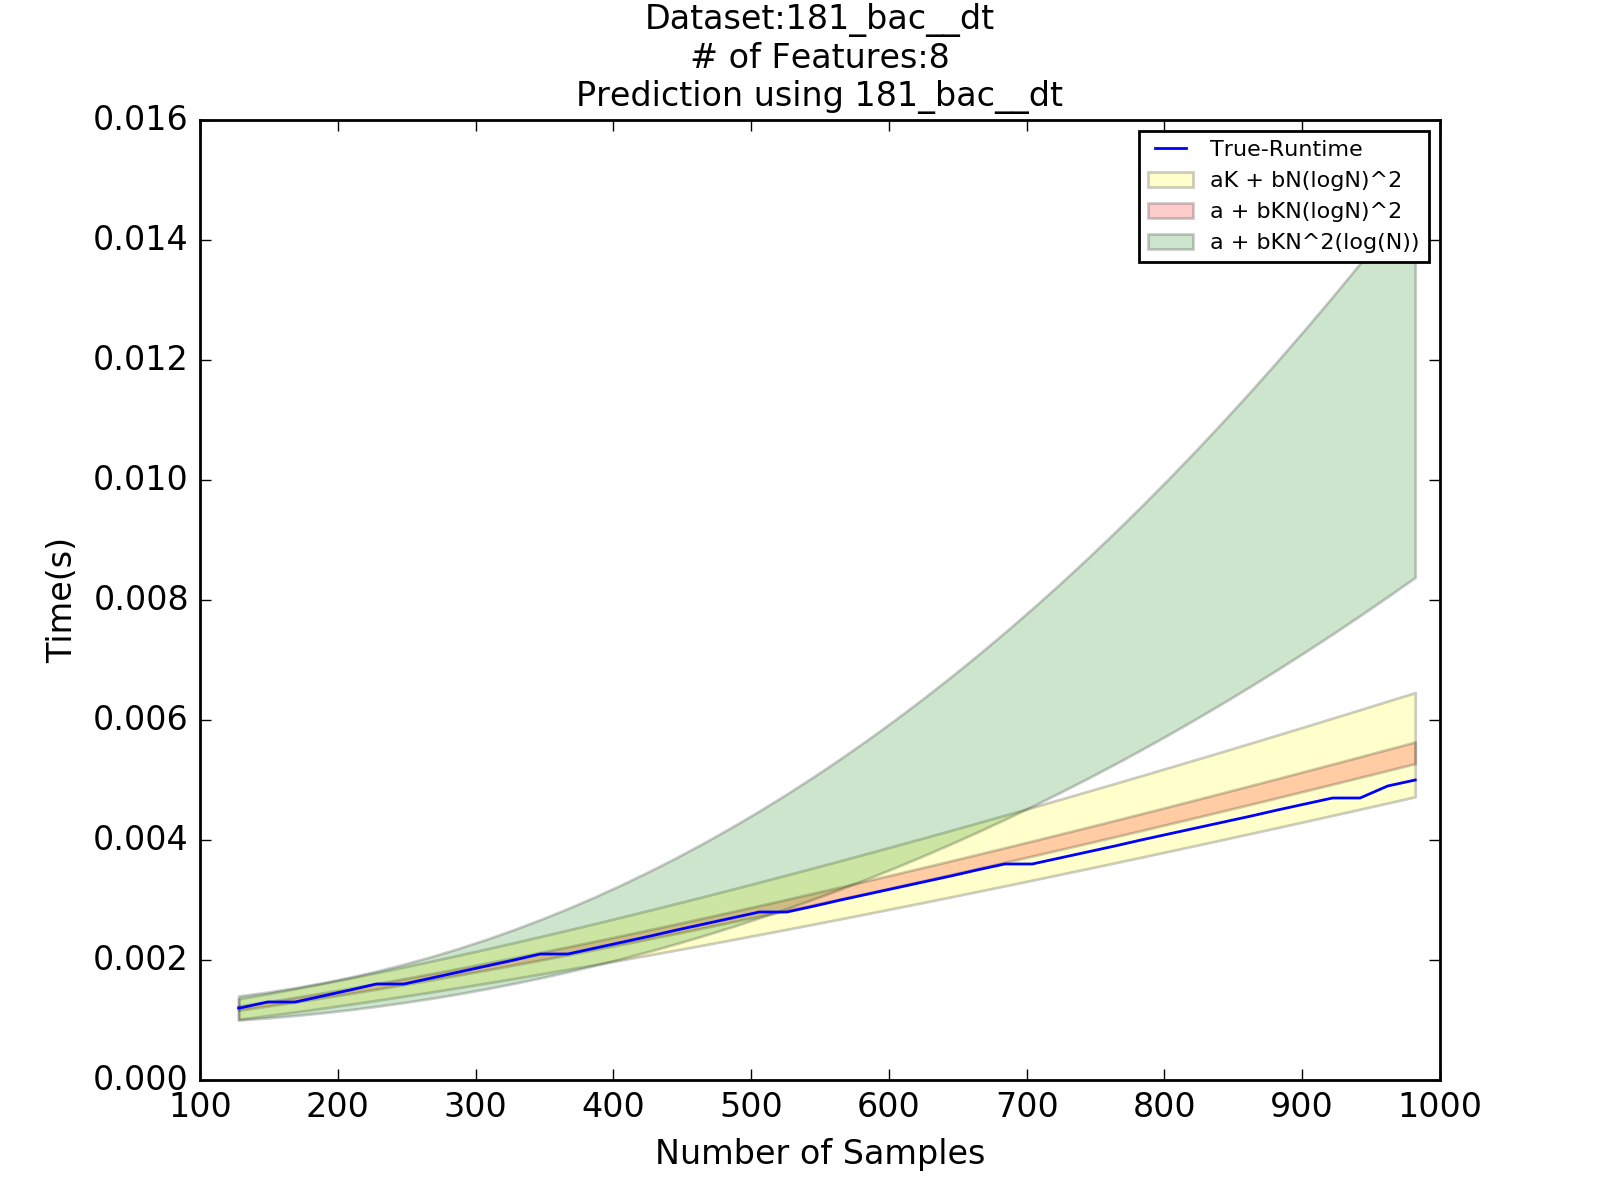 Dataset:181_bac__dt
# of Features:8
Prediction using 181_bac__dt
0.016
0.014
0.012
0.010
0.008
0.006
0.004
0.002
0.000
Time(s)
True-Runtime
aK + bN(logN)^2
a + bKN(logN)^2
a + bKN^2(log(N))
100 200 300 400 500 600 700 800 900 1000
Number of Samples